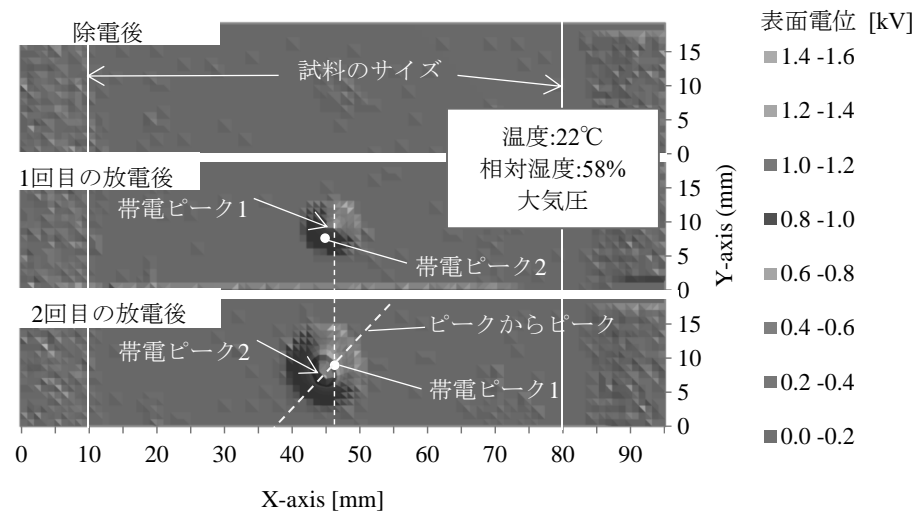 除電後
表面電位 [kV]
1.4 -1.6
1.2 -1.4
1.0 -1.2
0.8 -1.0
0.6 -0.8
0.4 -0.6
0.2 -0.4
0.0 -0.2
試料のサイズ
温度:22℃
相対湿度:58%
大気圧
15
10
5
0
1回目の放電後
帯電ピーク1
帯電ピーク2
15
10
5
0
Y-axis (mm)
2回目の放電後
ピークからピーク
帯電ピーク2
帯電ピーク1
15
10
5
0
0 10 20 30 40 50 60 70 80 90
X-axis [mm]